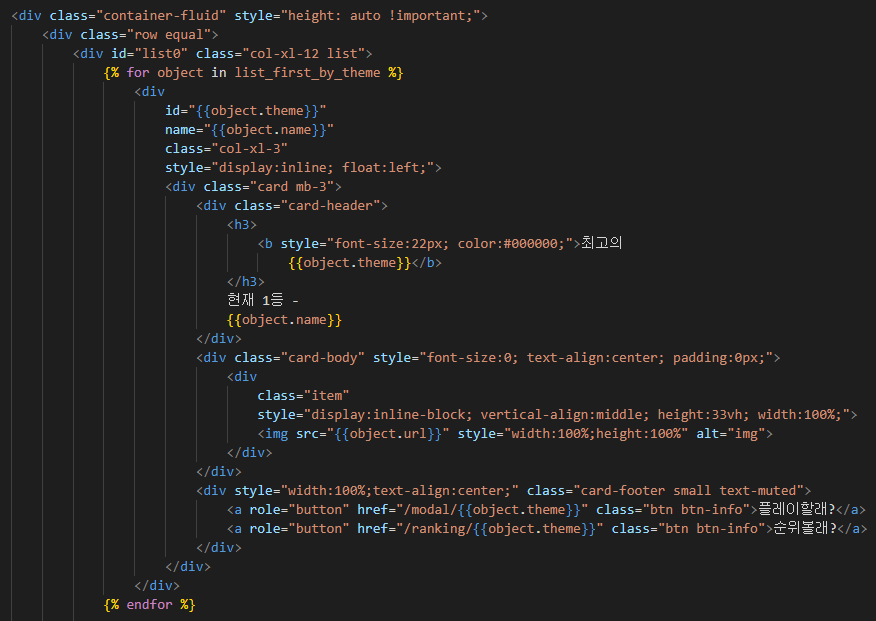 <div class="container-fluid" style="height: auto !important;">
<div class="row equal">
<div id="list0" class="col-xl-12 list">
{% for object in list_first_by_theme %}
<div
id="{{object.theme}}"
name="{{object.name}}"
class="col-xl-3"
style="display:inline; float:left;">
<div class="card mb-3">
<div class="card-header">
<h3>
<b style="font-size:22px; color:#000000;">최고의
{{object.theme}}</b>
</h3>
현재 1등 -
{{object.name}}
</div>
<div class="card-body" style="font-size:0; text-align:center; padding:0px;">
<div
class="item"
style="display:inline-block; vertical-align:middle; height:33vh; width:100%;">
<img src="{{object.url}}" style="width:100%;height:100%" alt="img">
</div>
</div>
<div style="width:100%;text-align:center;" class="card-footer small text-muted">
<a role="button" href="/modal/{{object.theme}}" class="btn btn-info">플레이할래?</a>
<a role="button" href="/ranking/{{object.theme}}" class="btn btn-info">순위볼래?</a>
</div>
</div>
</div>
{% endfor %}